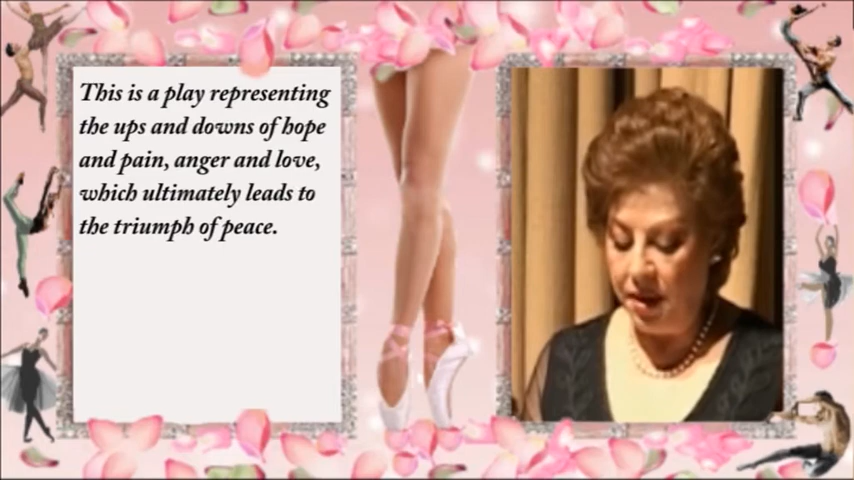 This is a play representing
the ups and downs of hope
and pain, anger and love,
which ultimately leads to
the triumph of peace.